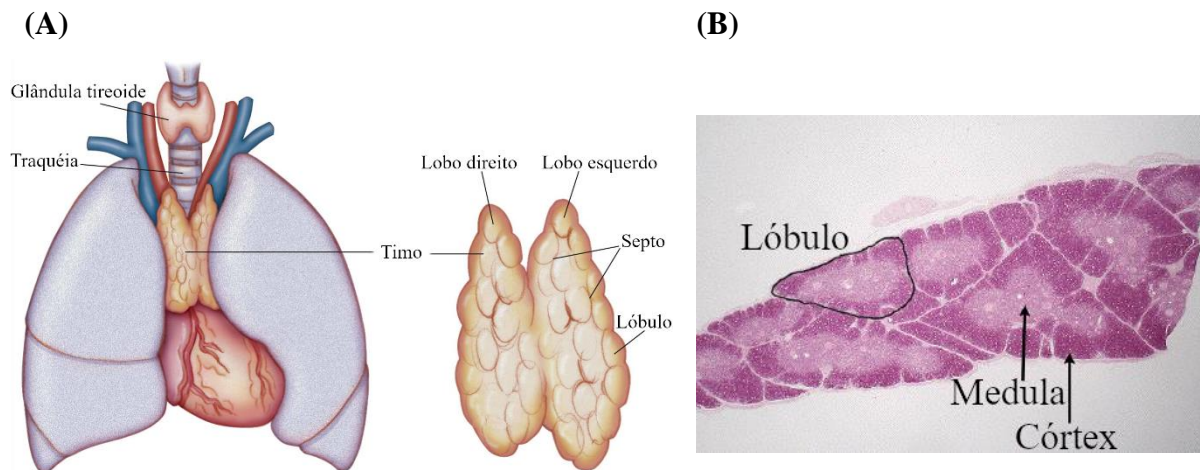 (A)
(B)
Glândula tireoide
Traquéia
Lobo direito
Lobo esquerdo
Timo
Septo
Lóbulo
Lóbulo
Medula
Córtex